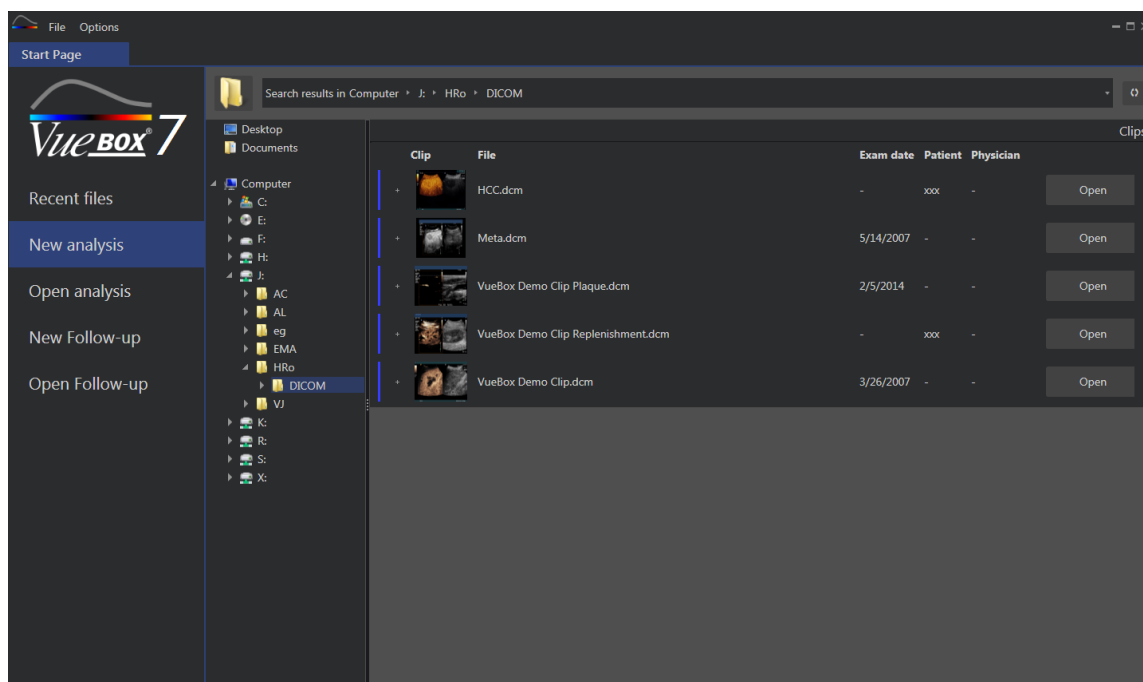 File Options
Start Page
VUEBOX® 7
Recent files
New analysis
Open analysis
New Follow-up
Open Follow-up
Search results in Computer J: HRo DICOM
Desktop
Documents
Computer
C:
E:
F:
H:
J:
AC
AL
eg
EMA
HRo
DICOM
VJ
K:
R:
S:
X:
Clips
Clip File Exam date Patient Physician
+ HCC.dcm - xxx - Open
+ Meta.dcm 5/14/2007 - - Open
+ VueBox Demo Clip Plaque.dcm 2/5/2014 - - Open
+ VueBox Demo Clip Replenishment.dcm - xxx - Open
+ VueBox Demo Clip.dcm 3/26/2007 - - Open